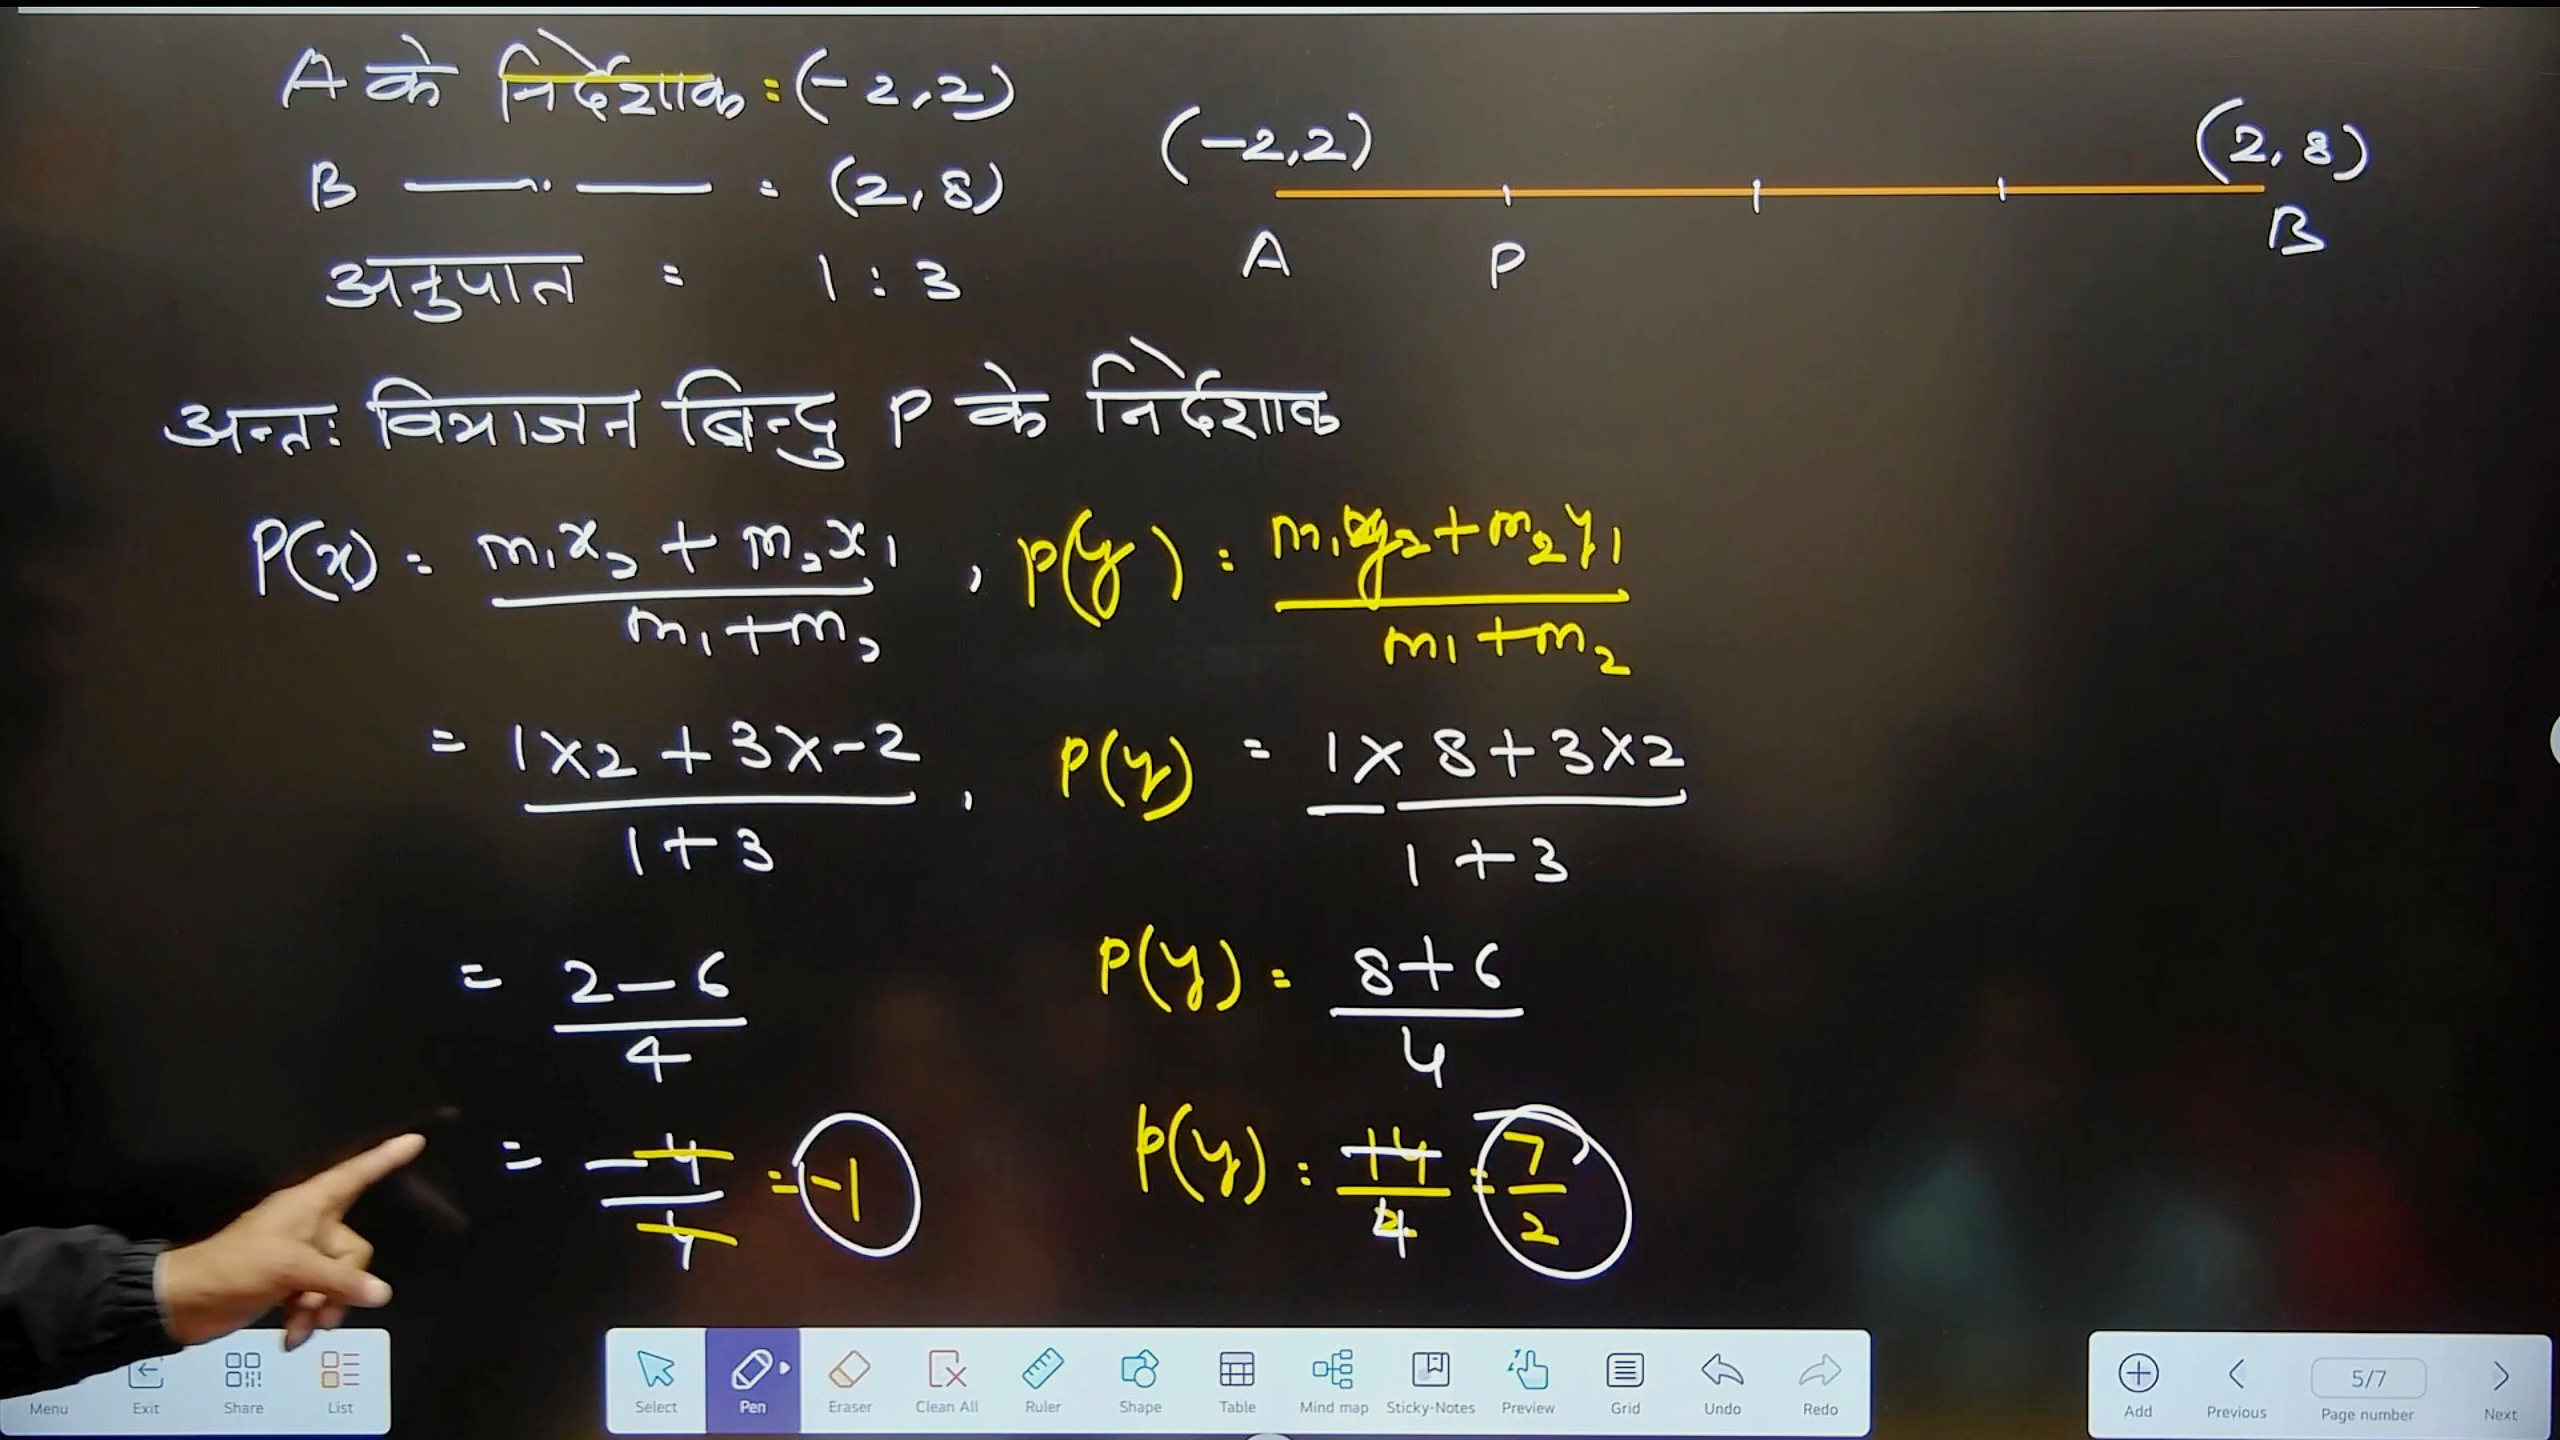 A के निर्देशांक = (-2,2)
(-2,2)
(2,8)
B —— · —— = (2,8)
A
P
B
अनुपात = 1 : 3
अन्तः विभाजन बिन्दु P के निर्देशांक
P(x) = m₁x₂ + m₂x₁ / m₁+m₂ , P(y) = m₁y₂+m₂y₁ / m₁+m₂
= 1×2 + 3×-2 / 1+3 , P(y) = 1×8+3×2 / 1+3
= 2-6 / 4 P(y) = 8+6 / 4
= -4/4 = -1 P(y) = 14/4 = 7/2
Menu Exit Share List
Select Pen Eraser Clean All Ruler Shape Table Mind map Sticky-Notes Preview Grid Undo Redo
5/7
Add Previous Page number Next